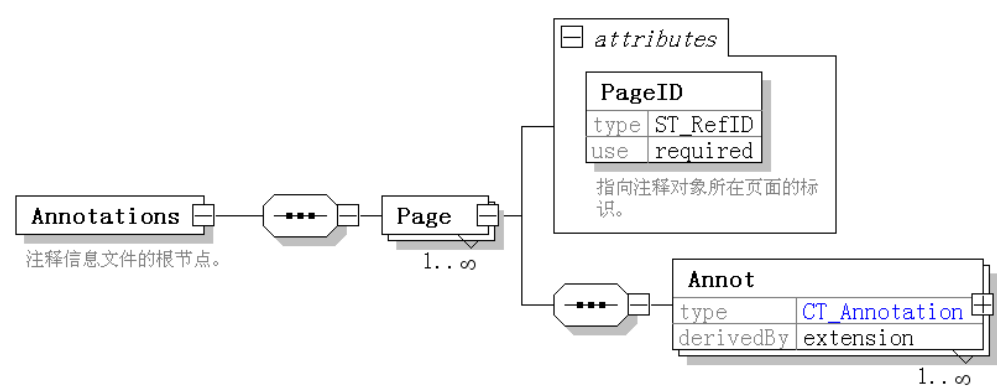 attributes
PageID
type ST_RefID
use required
指向注释对象所在页面的标
识。
Annotations
注释信息文件的根节点。
Page
1..∞
Annot
type CT_Annotation
derivedBy extension
1..∞